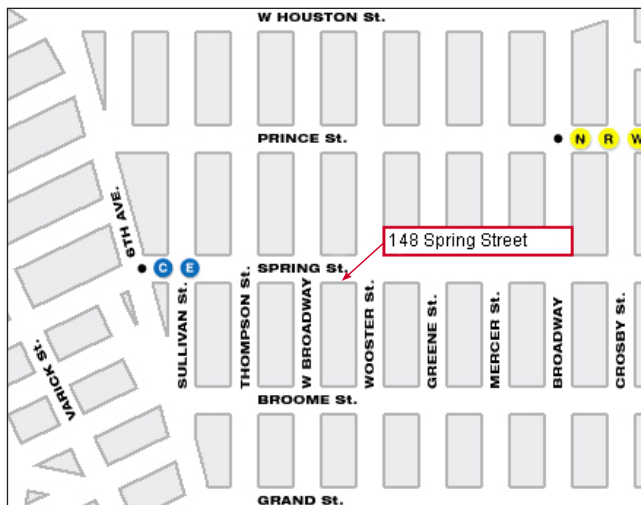 W HOUSTON St.
PRINCE St.
N R W
6TH AVE.
148 Spring Street
C E
SPRING St.
SULLIVAN St.
THOMPSON St.
W BROADWAY
WOOSTER St.
GREENE St.
MERCER St.
BROADWAY
CROSBY St.
VARICK St.
BROOME St.
GRAND St.